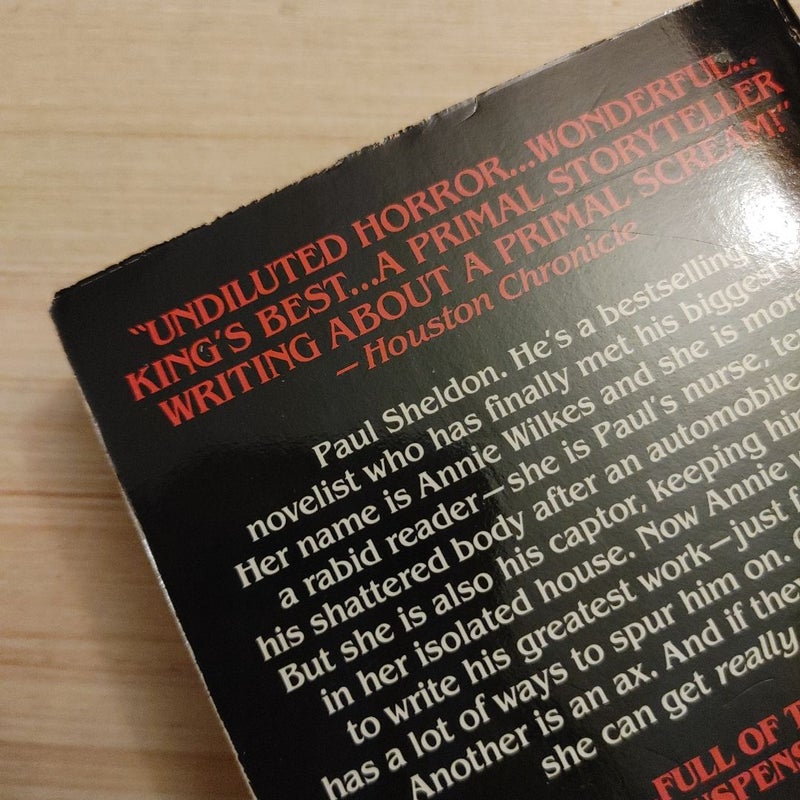 "UNDILUTED HORROR...WONDERFUL...
KING'S BEST...A PRIMAL STORYTELLER
WRITING ABOUT A PRIMAL SCREAM!"
—Houston Chronicle
Paul Sheldon. He's a bestselling
novelist who has finally met his biggest
Her name is Annie Wilkes and she is more
a rabid reader—she is Paul's nurse, te
his shattered body after an automobile
But she is also his captor, keeping him
in her isolated house. Now Annie w
to write his greatest work—just f
has a lot of ways to spur him on.
Another is an ax. And if they
she can get really
FULL OF T